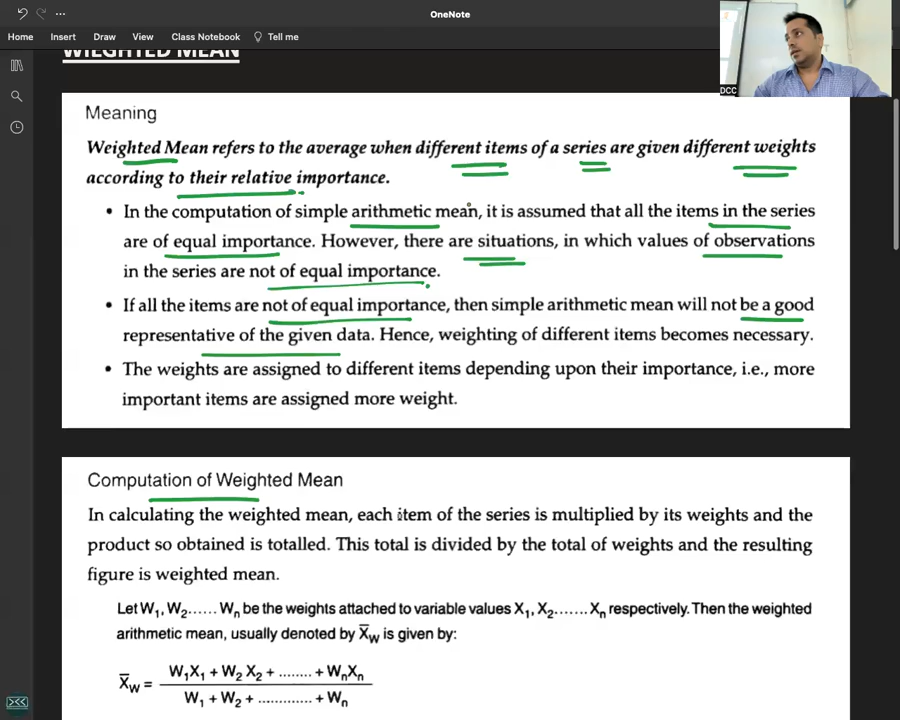 OneNote
Home Insert Draw View Class Notebook Tell me
DCC
WIEGHTED MEAN
Meaning
Weighted Mean refers to the average when different items of a series are given different weights
according to their relative importance.
• In the computation of simple arithmetic mean, it is assumed that all the items in the series
are of equal importance. However, there are situations, in which values of observations
in the series are not of equal importance.
• If all the items are not of equal importance, then simple arithmetic mean will not be a good
representative of the given data. Hence, weighting of different items becomes necessary.
• The weights are assigned to different items depending upon their importance, i.e., more
important items are assigned more weight.
Computation of Weighted Mean
In calculating the weighted mean, each item of the series is multiplied by its weights and the
product so obtained is totalled. This total is divided by the total of weights and the resulting
figure is weighted mean.
Let W₁, W₂...... Wₙ be the weights attached to variable values X₁, X₂....... Xₙ respectively. Then the weighted
arithmetic mean, usually denoted by X̄w is given by:
X̄w = W₁X₁ + W₂ X₂ + ........ + WₙXₙ
W₁ + W₂ + ............. + Wₙ